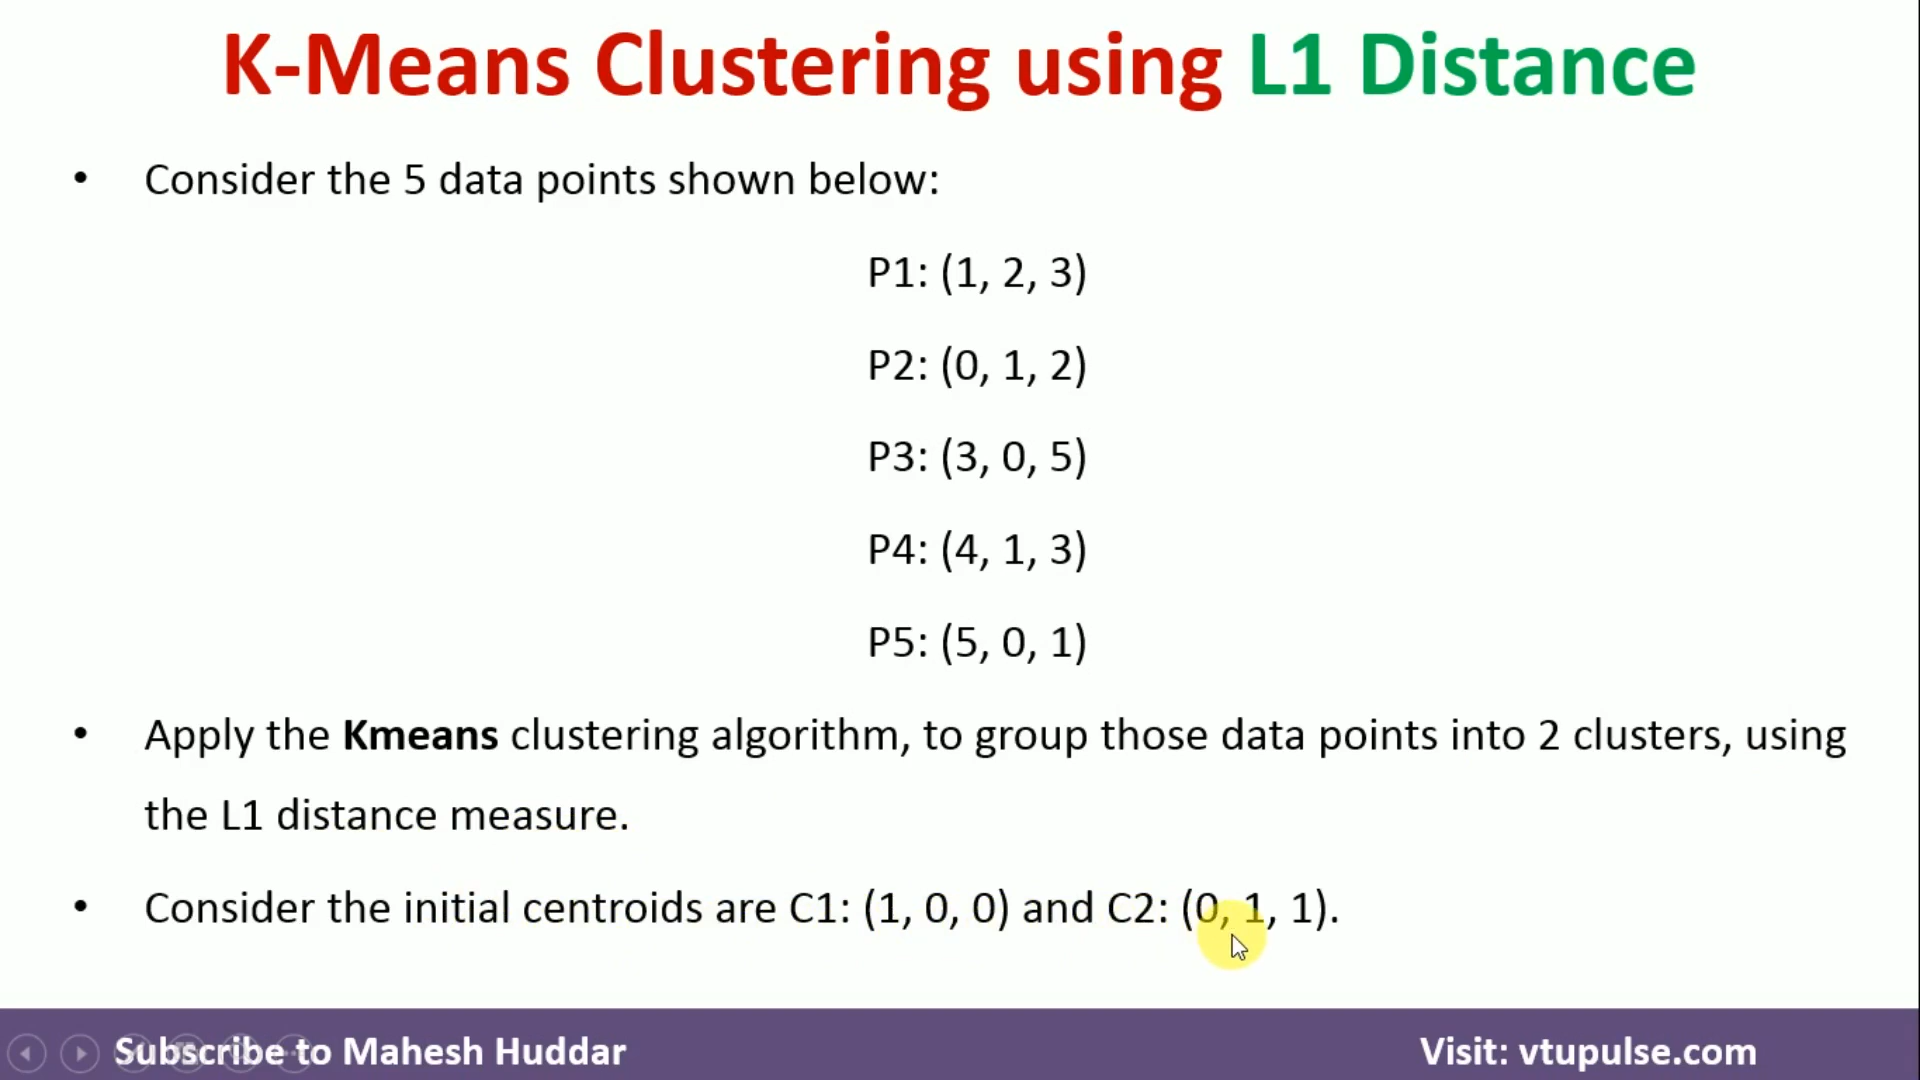 K-Means Clustering using L1 Distance
• Consider the 5 data points shown below:
P1: (1, 2, 3)
P2: (0, 1, 2)
P3: (3, 0, 5)
P4: (4, 1, 3)
P5: (5, 0, 1)
• Apply the Kmeans clustering algorithm, to group those data points into 2 clusters, using
the L1 distance measure.
• Consider the initial centroids are C1: (1, 0, 0) and C2: (0, 1, 1).
Subscribe to Mahesh Huddar
Visit: vtupulse.com